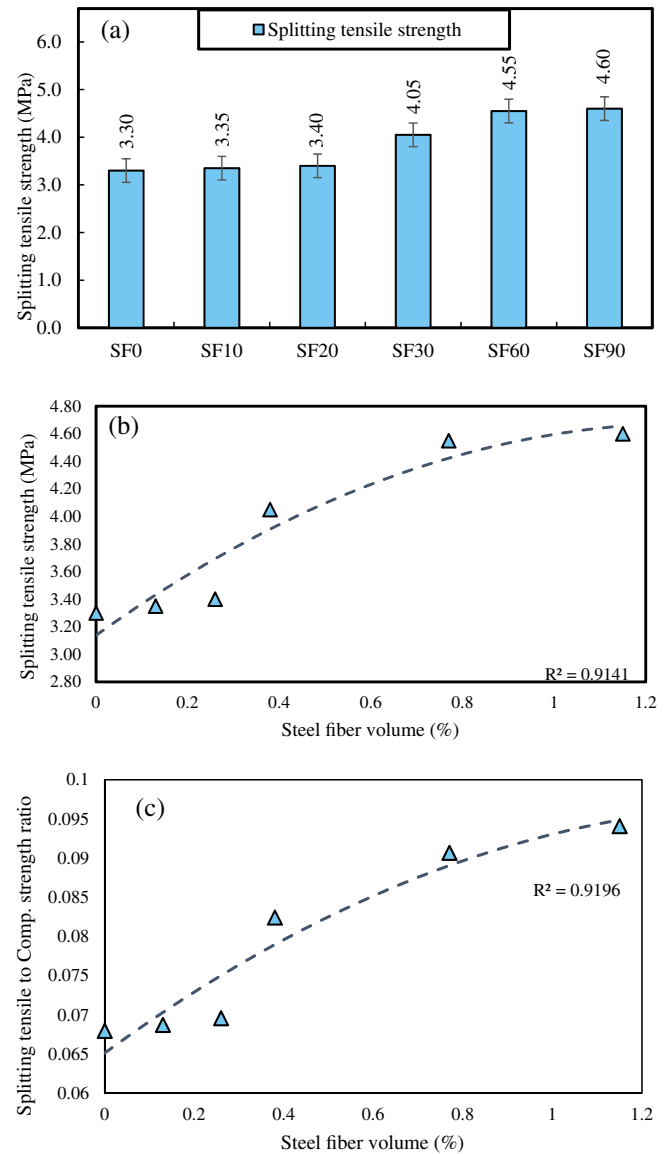 (a)
Splitting tensile strength
Splitting tensile strength (MPa)
6.0
5.0
4.0
3.0
2.0
1.0
0.0
3.30
3.35
3.40
4.05
4.55
4.60
SF0 SF10 SF20 SF30 SF60 SF90
(b)
Splitting tensile strength (MPa)
4.80
4.60
4.40
4.20
4.00
3.80
3.60
3.40
3.20
3.00
2.80
R² = 0.9141
0 0.2 0.4 0.6 0.8 1 1.2
Steel fiber volume (%)
(c)
Splitting tensile to Comp. strength ratio
0.1
0.095
0.09
0.085
0.08
0.075
0.07
0.065
0.06
R² = 0.9196
0 0.2 0.4 0.6 0.8 1 1.2
Steel fiber volume (%)